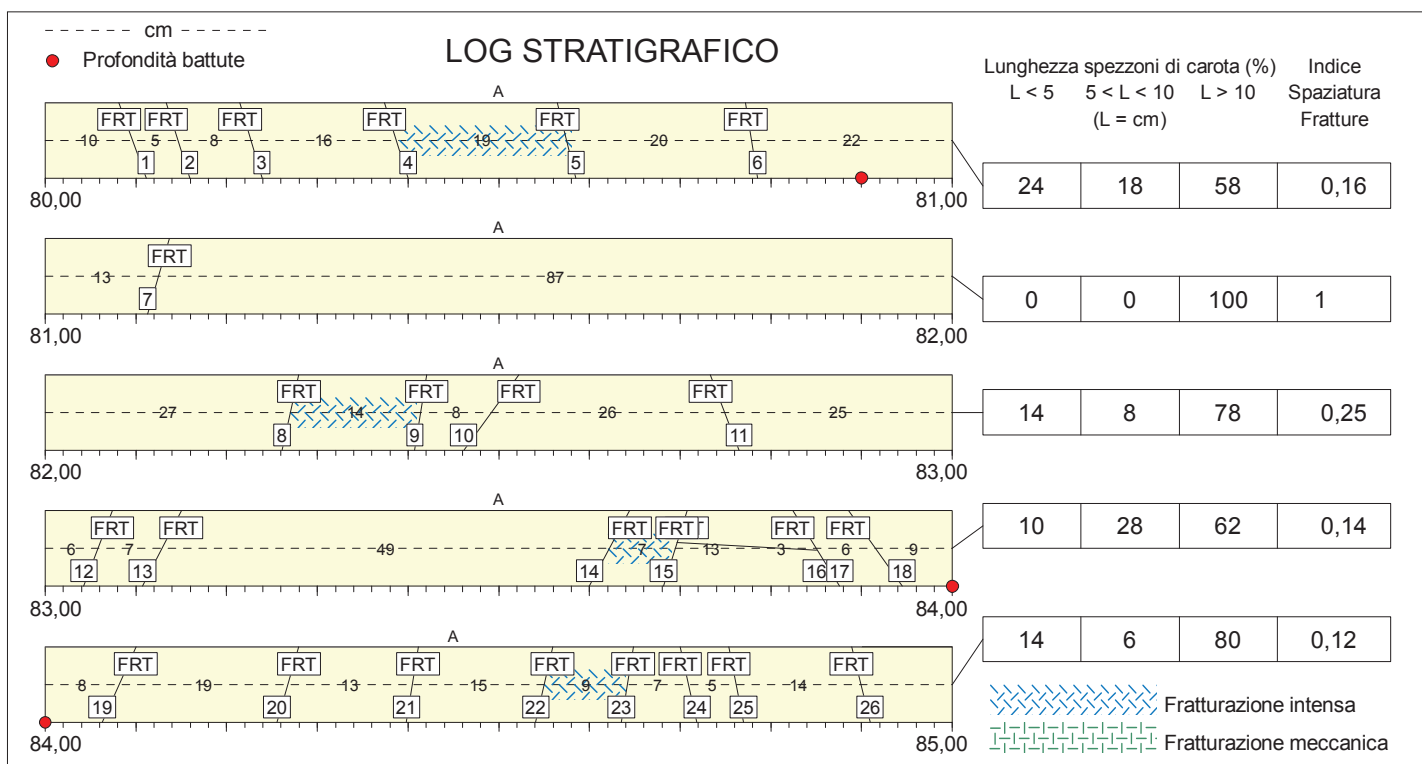 cm
Profondità battute
LOG STRATIGRAFICO
Lunghezza spezzoni di carota (%)
Indice
Spaziatura
Fratture
L < 5
5 < L < 10
(L = cm)
L > 10
A
FRT FRT FRT FRT FRT FRT
10 5 8 16 19 20 22
1 2 3 4 5 6
80,00 81,00
24 18 58 0,16
A
FRT
13 87
7
81,00 82,00
0 0 100 1
A
FRT FRT FRT FRT
27 14 8 26 25
8 9 10 11
82,00 83,00
14 8 78 0,25
A
FRT FRT FRT FRT FRT FRT
6 7 49 7 13 3 6 9
12 13 14 15 16 17 18
83,00 84,00
10 28 62 0,14
A
FRT FRT FRT FRT FRT FRT FRT FRT
8 19 13 15 9 7 5 14
19 20 21 22 23 24 25 26
84,00 85,00
14 6 80 0,12
Fratturazione intensa
Fratturazione meccanica